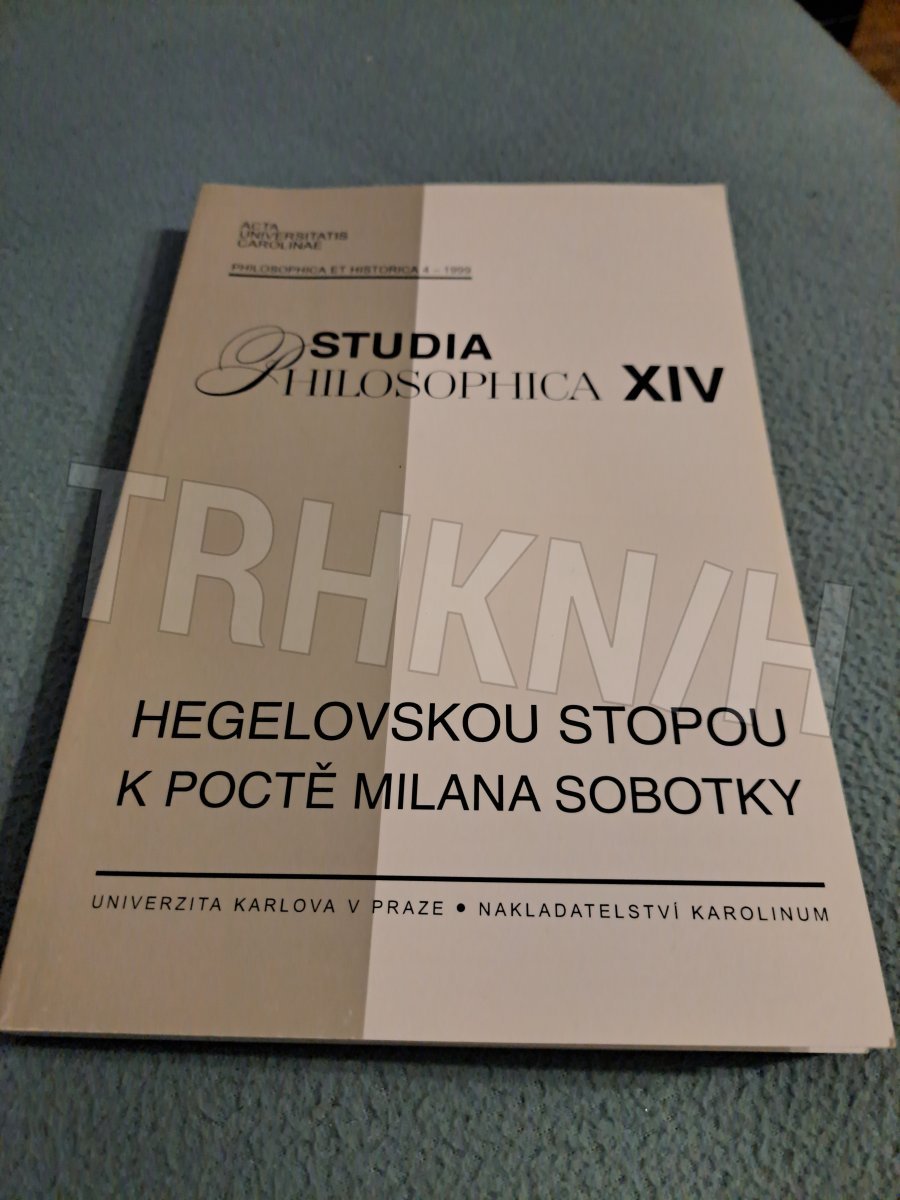 ACTA
UNIVERSITATIS
CAROLINAE
PHILOSOPHICA ET HISTORICA 4 – 1999
STUDIA
PHILOSOPHICA XIV
TRHKN/H
HEGELOVSKOU STOPOU
K POCTĚ MILANA SOBOTKY
UNIVERZITA KARLOVA V PRAZE • NAKLADATELSTVÍ KAROLINUM